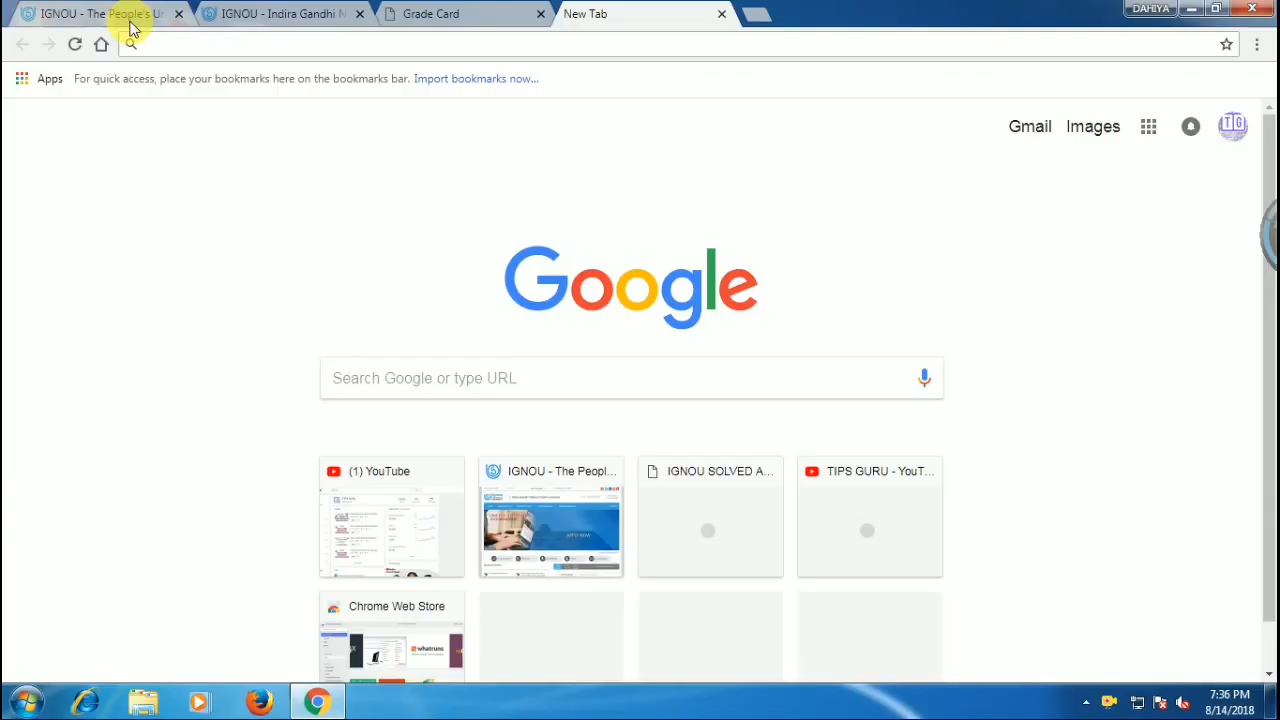 IGNOU - The People's U
IGNOU - Indira Gandhi N
Grade Card
New Tab
DAHIYA
Apps
For quick access, place your bookmarks here on the bookmarks bar. Import bookmarks now...
Gmail
Images
TG
Google
Search Google or type URL
(1) YouTube
IGNOU - The Peopl...
IGNOU SOLVED A...
TIPS GURU - YouT...
Chrome Web Store
whatruns
7:36 PM
8/14/2018